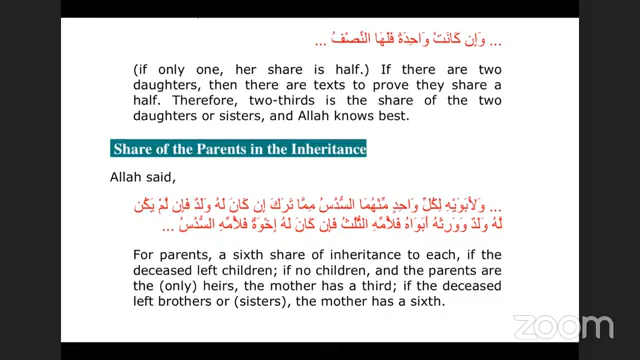 ... وَإِن كَانَتْ وَاحِدَةً فَلَهَا النِّصْفُ ...
(if only one, her share is half.) If there are two
daughters, then there are texts to prove they share a
half. Therefore, two-thirds is the share of the two
daughters or sisters, and Allah knows best.
Share of the Parents in the Inheritance
Allah said,
... وَلأَبَوَيْهِ لِكُلِّ وَاحِدٍ مِّنْهُمَا السُّدُسُ مِمَّا تَرَكَ إِن كَانَ لَهُ وَلَدٌ فَإِن لَّمْ يَكُن
لَّهُ وَلَدٌ وَوَرِثَهُ أَبَوَاهُ فَلأُمِّهِ الثُّلُثُ فَإِن كَانَ لَهُ إِخْوَةٌ فَلأُمِّهِ السُّدُسُ ...
For parents, a sixth share of inheritance to each, if the
deceased left children; if no children, and the parents are
the (only) heirs, the mother has a third; if the deceased
left brothers or (sisters), the mother has a sixth.
zoom